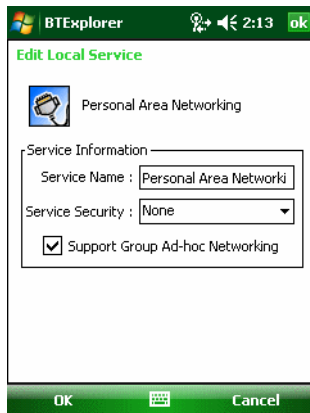 BTExplorer 2:13 ok
Edit Local Service
Personal Area Networking
Service Information
Service Name : Personal Area Networki
Service Security : None
Support Group Ad-hoc Networking
OK Cancel